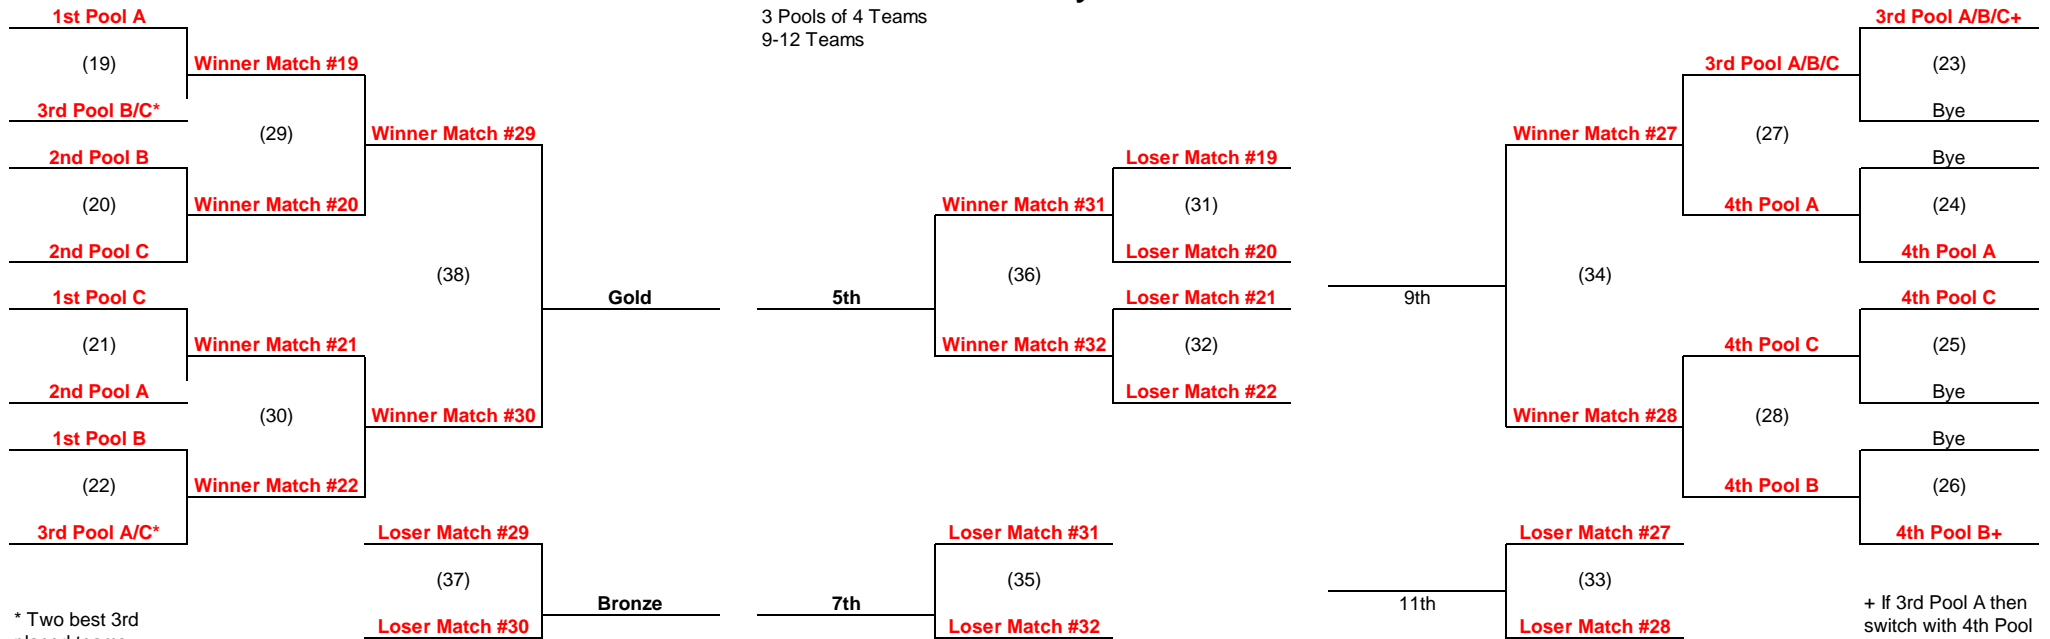 3 Pools of 4 Teams
9-12 Teams
1st Pool A
(19)
3rd Pool B/C*
2nd Pool B
(20)
2nd Pool C
1st Pool C
(21)
2nd Pool A
1st Pool B
(22)
3rd Pool A/C*
* Two best 3rd
Winner Match #19
(29)
Winner Match #20
Winner Match #21
(30)
Winner Match #22
Winner Match #29
(38)
Winner Match #30
Gold
Loser Match #29
(37)
Loser Match #30
Bronze
5th
Winner Match #31
(36)
Winner Match #32
Loser Match #19
(31)
Loser Match #20
Loser Match #21
(32)
Loser Match #22
7th
Loser Match #31
(35)
Loser Match #32
9th
Winner Match #27
(34)
Winner Match #28
3rd Pool A/B/C
(27)
4th Pool A
4th Pool C
(28)
4th Pool B
3rd Pool A/B/C+
(23)
Bye
Bye
(24)
4th Pool A
4th Pool C
(25)
Bye
Bye
(26)
4th Pool B+
11th
Loser Match #27
(33)
Loser Match #28
+ If 3rd Pool A then
switch with 4th Pool